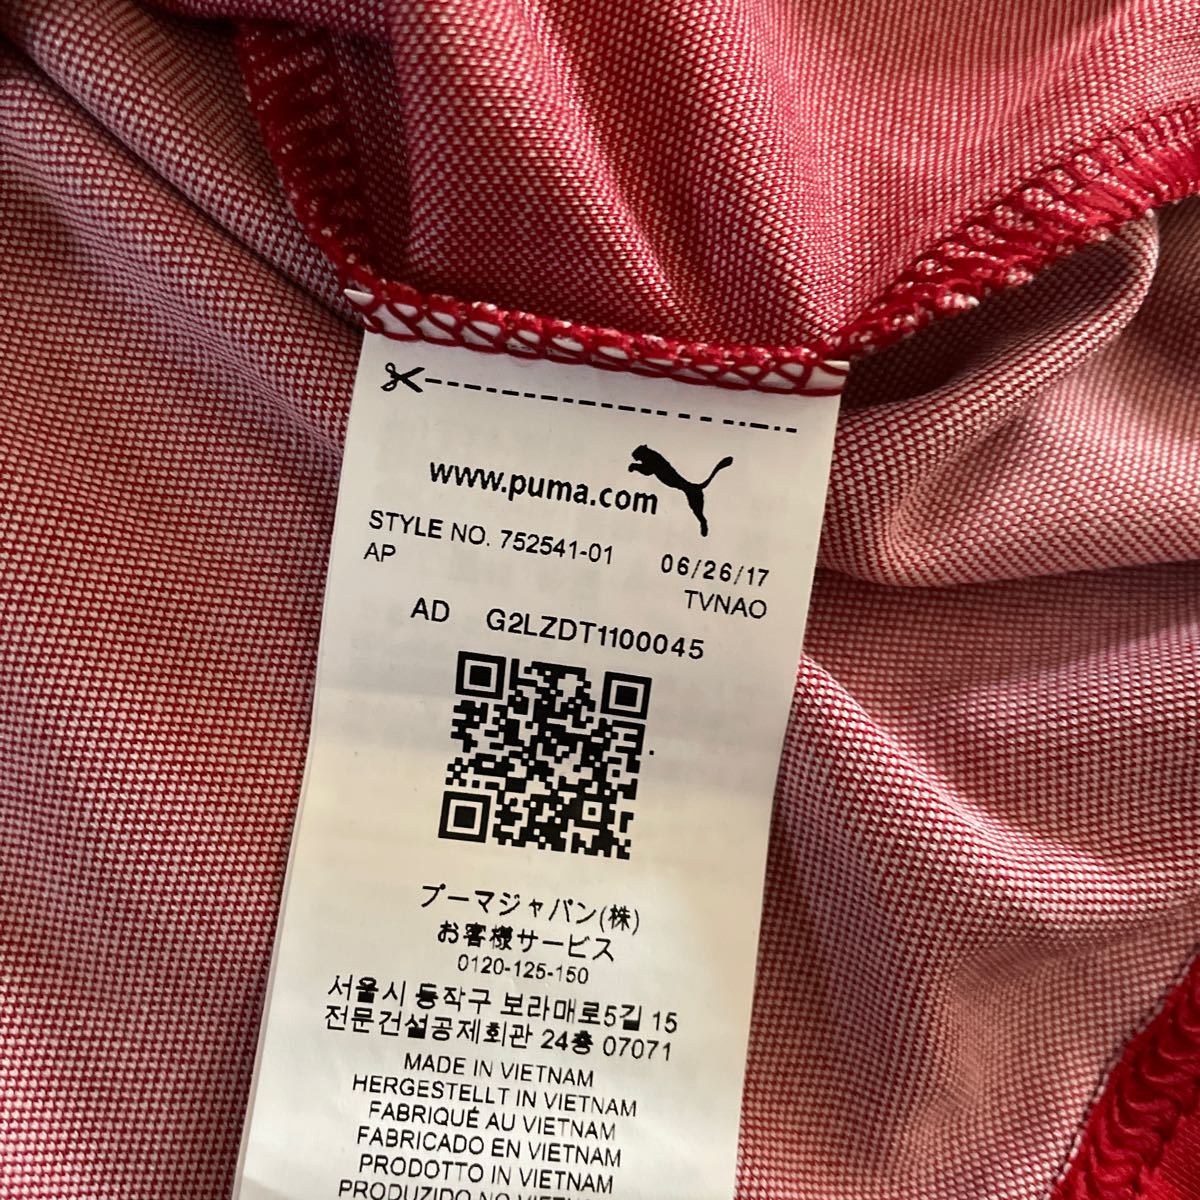 www.puma.com
STYLE NO. 752541-01 06/26/17
AP TVNAO
AD G2LZDT1100045
プーマジャパン(株)
お客様サービス
0120-125-150
서울시 동작구 보라매로5길 15
전문건설공제회관 24층 07071
MADE IN VIETNAM
HERGESTELLT IN VIETNAM
FABRIQUÉ AU VIETNAM
FABRICADO EN VIETNAM
PRODOTTO IN VIETNAM
PRODUZIDO NO VIETNAM